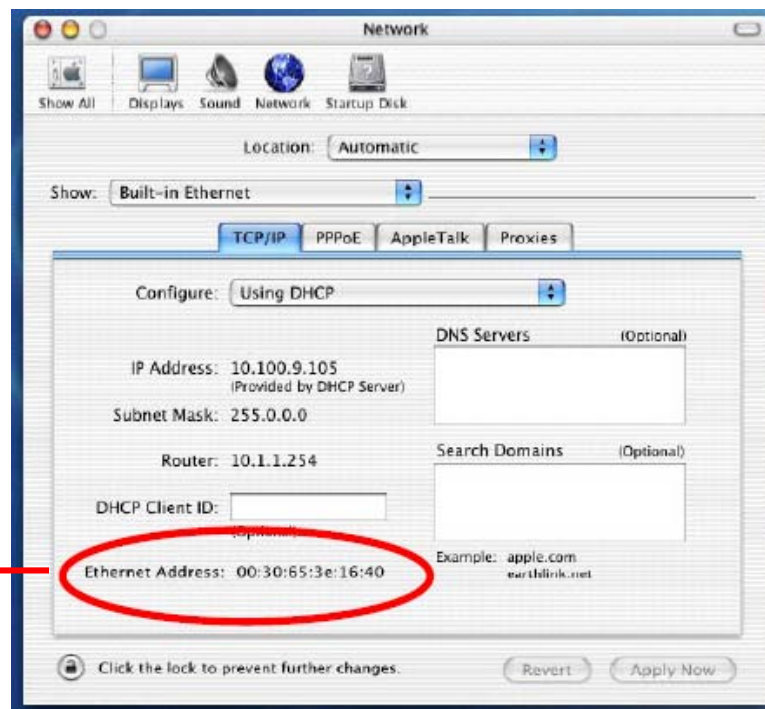 Network
Show All Displays Sound Network Startup Disk
Location: Automatic
Show: Built-in Ethernet
TCP/IP PPPoE AppleTalk Proxies
Configure: Using DHCP
DNS Servers (Optional)
IP Address: 10.100.9.105
(Provided by DHCP Server)
Subnet Mask: 255.0.0.0
Router: 10.1.1.254
Search Domains (Optional)
DHCP Client ID:
(Optional)
Ethernet Address: 00:30:65:3e:16:40
Example: apple.com
earthlink.net
Click the lock to prevent further changes.
Revert Apply Now